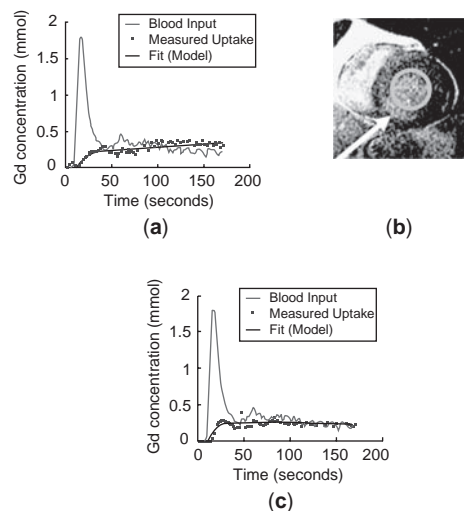 Gd concentration (mmol)
2
1.5
1
0.5
0
Blood Input
Measured Uptake
Fit (Model)
0 50 100 150 200
Time (seconds)
(a)
(b)
Gd concentration (mmol)
2
1.5
1
0.5
0
Blood Input
Measured Uptake
Fit (Model)
0 50 100 150 200
Time (seconds)
(c)